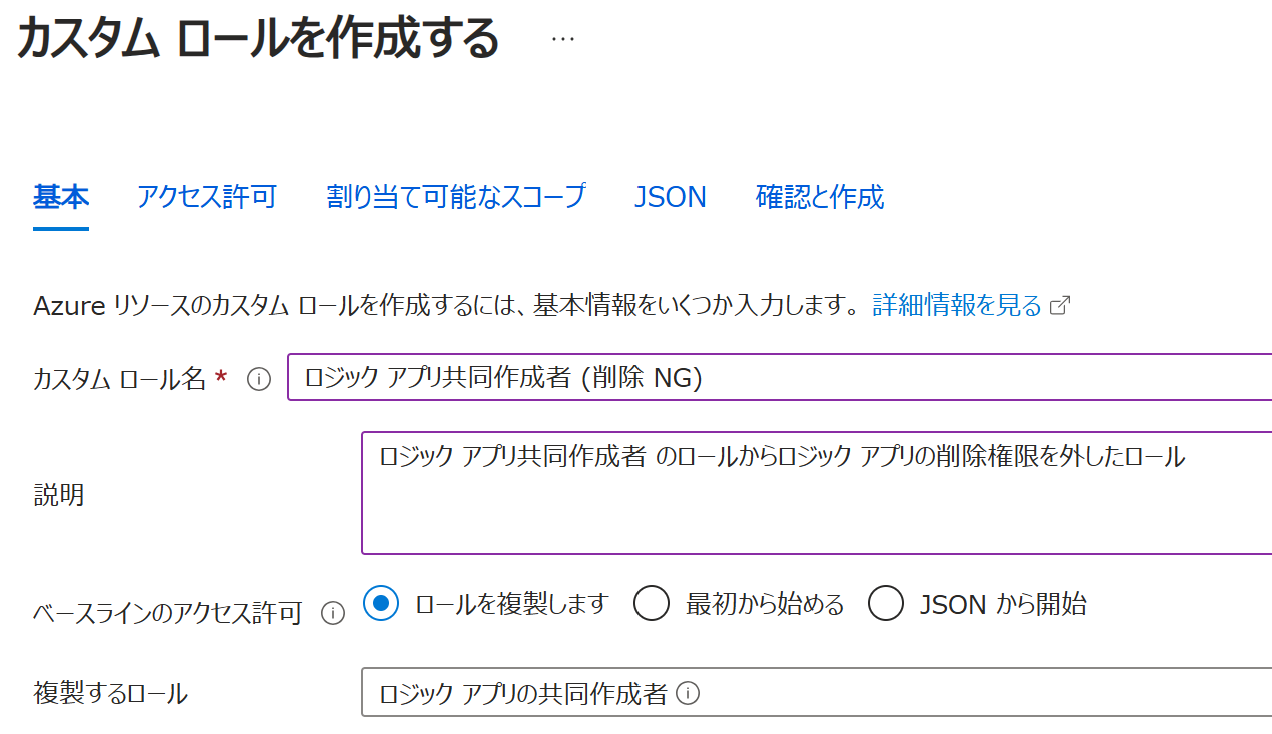 カスタム ロールを作成する ...
基本 アクセス許可 割り当て可能なスコープ JSON 確認と作成
Azure リソースのカスタム ロールを作成するには、基本情報をいくつか入力します。 詳細情報を見る
カスタム ロール名 * ロジック アプリ共同作成者 (削除 NG)
説明 ロジック アプリ共同作成者 のロールからロジック アプリの削除権限を外したロール
ベースラインのアクセス許可 ロールを複製します 最初から始める JSON から開始
複製するロール ロジック アプリの共同作成者